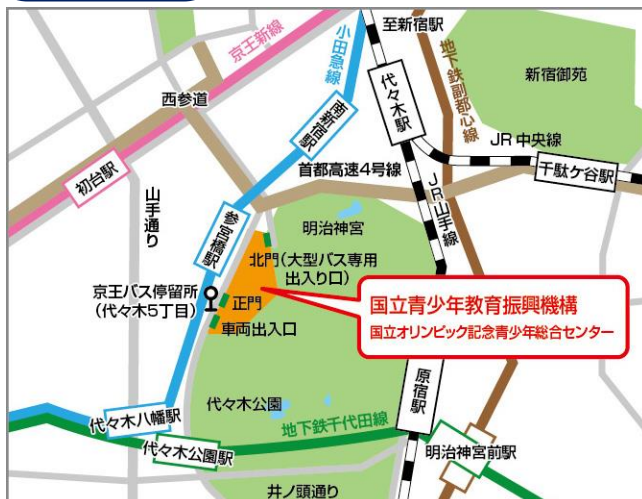 至新宿駅
京王新線
小田急線
地下鉄副都心線
新宿御苑
代々木駅
西参道
南新宿駅
JR中央線
首都高速4号線
千駄ケ谷駅
初台駅
山手通り
JR山手線
参宮橋駅
明治神宮
北門(大型バス専用
出入り口)
京王バス停留所
(代々木5丁目)
正門
車両出入口
国立青少年教育振興機構
国立オリンピック記念青少年総合センター
原宿駅
代々木公園
代々木八幡駅
地下鉄千代田線
代々木公園駅
明治神宮前駅
井ノ頭通り